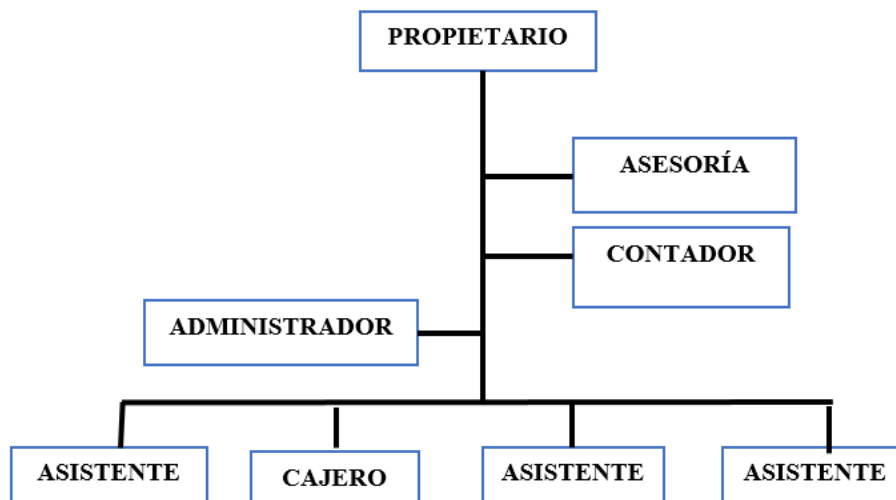 PROPIETARIO
ASESORÍA
CONTADOR
ADMINISTRADOR
ASISTENTE
CAJERO
ASISTENTE
ASISTENTE